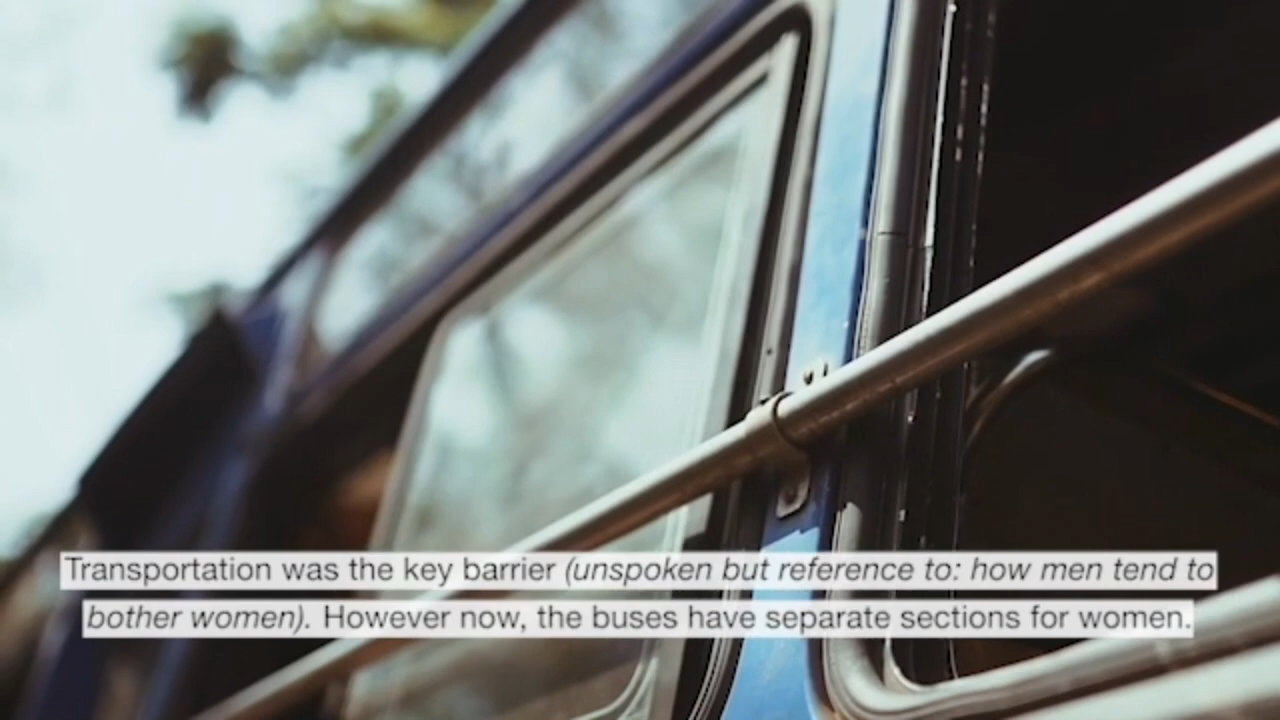 Transportation was the key barrier (unspoken but reference to: how men tend to
bother women). However now, the buses have separate sections for women.